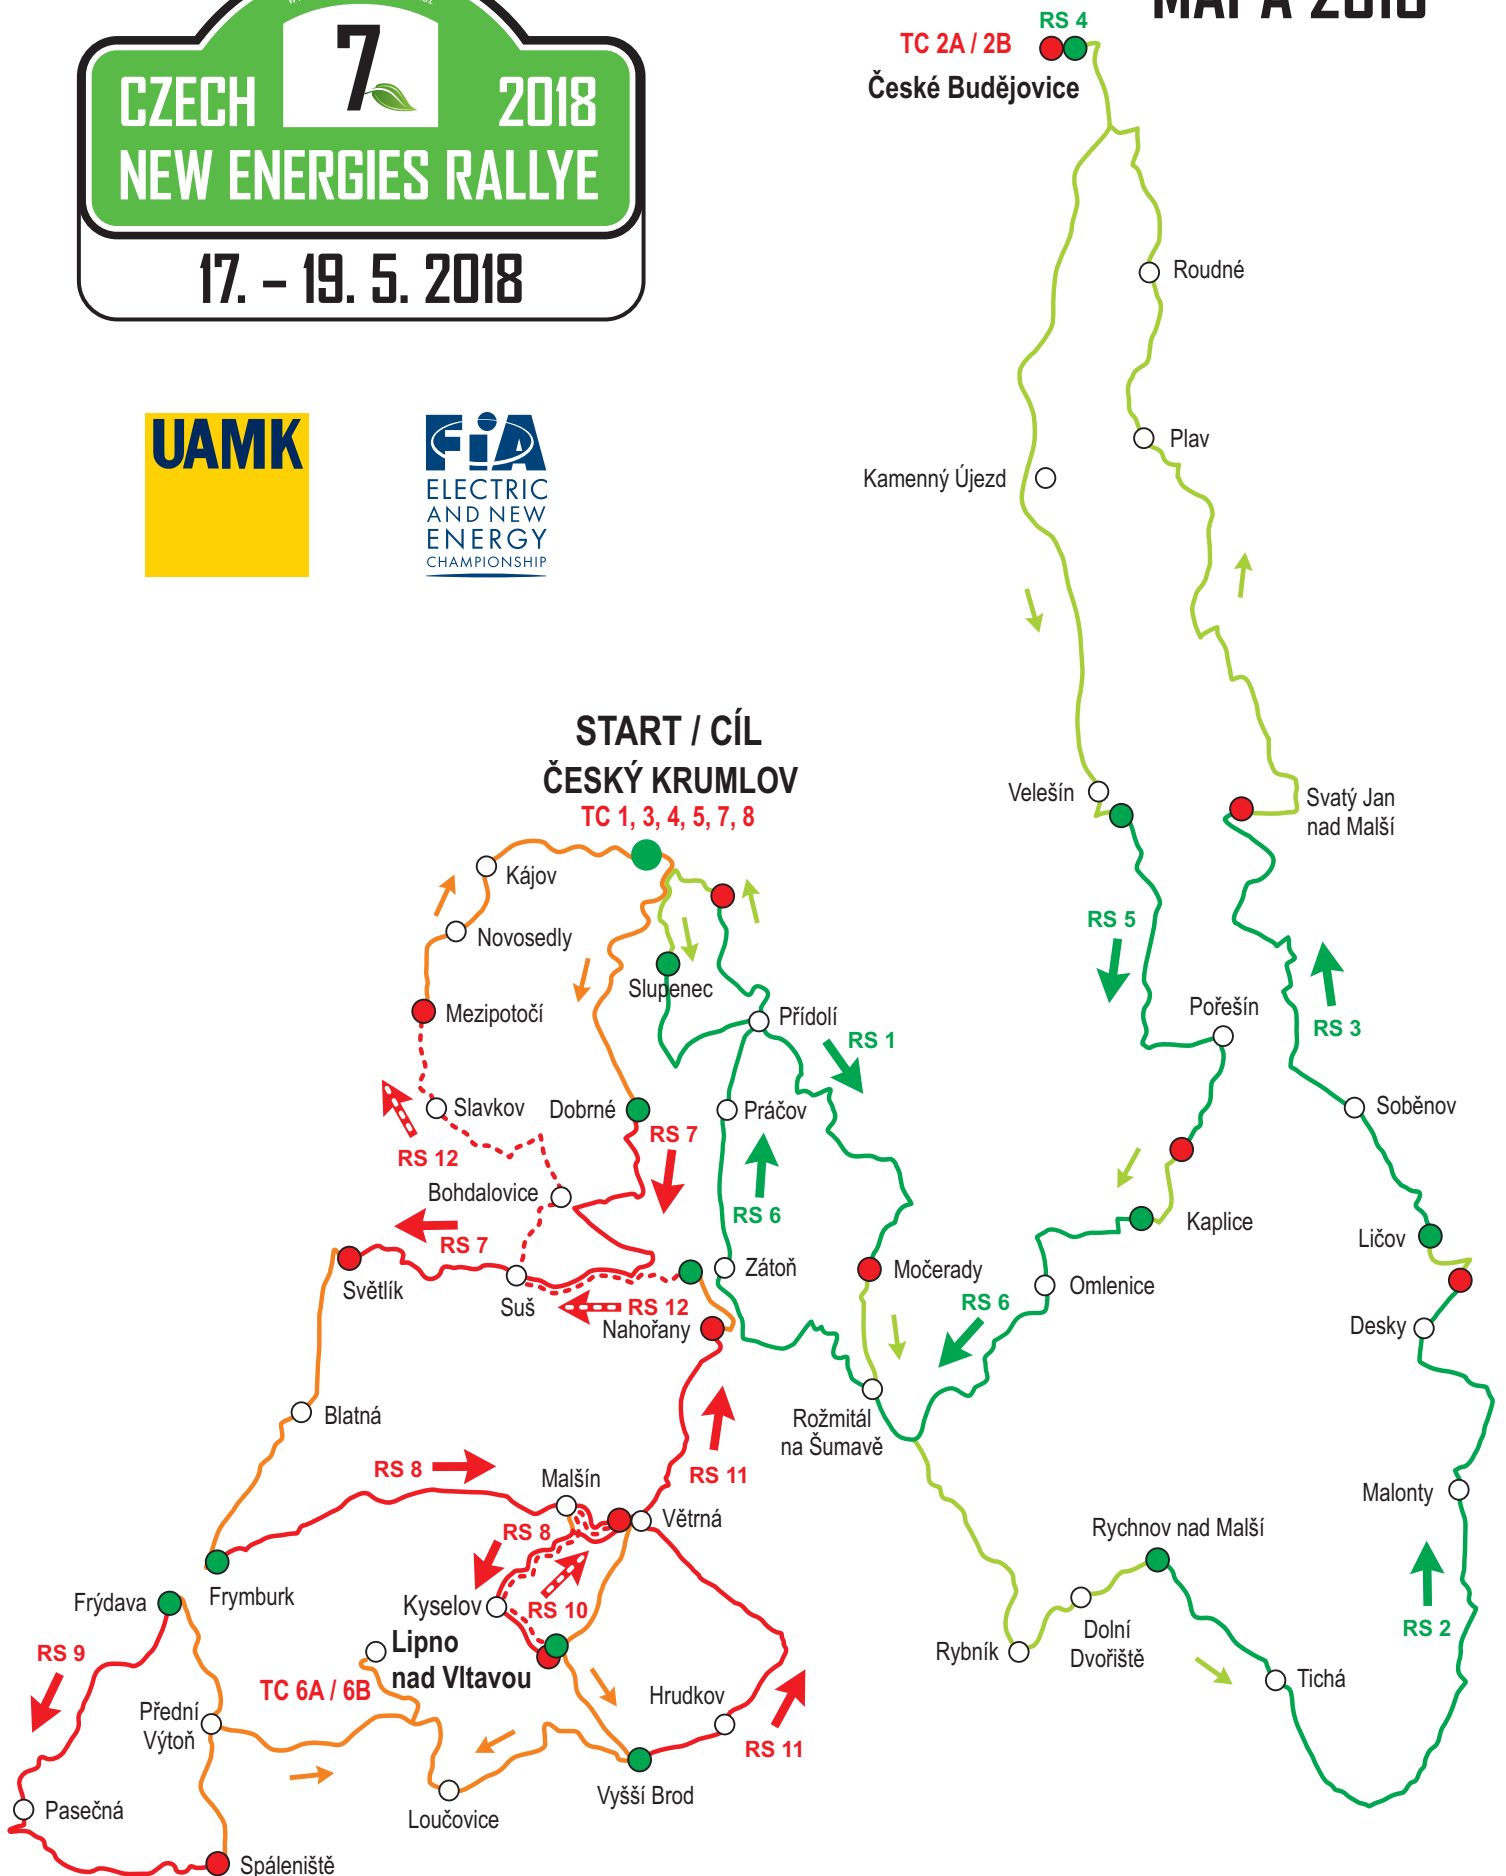 MAPA 2018
7
CZECH 2018
NEW ENERGIES RALLYE
17. – 19. 5. 2018
UAMK
FiA
ELECTRIC
AND NEW
ENERGY
CHAMPIONSHIP
RS 4
TC 2A / 2B
České Budějovice
Roudné
Plav
Kamenný Újezd
START / CÍL
ČESKÝ KRUMLOV
TC 1, 3, 4, 5, 7, 8
Velešín
Svatý Jan
nad Malší
Kájov
Novosedly
RS 5
Slupenec
Mezipotočí
Přídolí
RS 1
Pořešín
RS 3
Slavkov
Dobrné
Práčov
Soběnov
RS 7
RS 12
Bohdalovice
RS 6
Kaplice
RS 7
Ličov
Světlík
Suš
Zátoň
Močerady
Omlenice
RS 12
RS 6
Nahořany
Desky
Blatná
Rožmitál
na Šumavě
RS 8
Malšín
RS 11
Větrná
Malonty
RS 8
Rychnov nad Malší
Frýdava
Frymburk
Kyselov
RS 10
RS 9
Lipno
nad Vltavou
TC 6A / 6B
Rybník
Dolní
Dvořiště
RS 2
Tichá
Přední
Výtoň
Hrudkov
RS 11
Pasečná
Loučovice
Vyšší Brod
Spáleniště